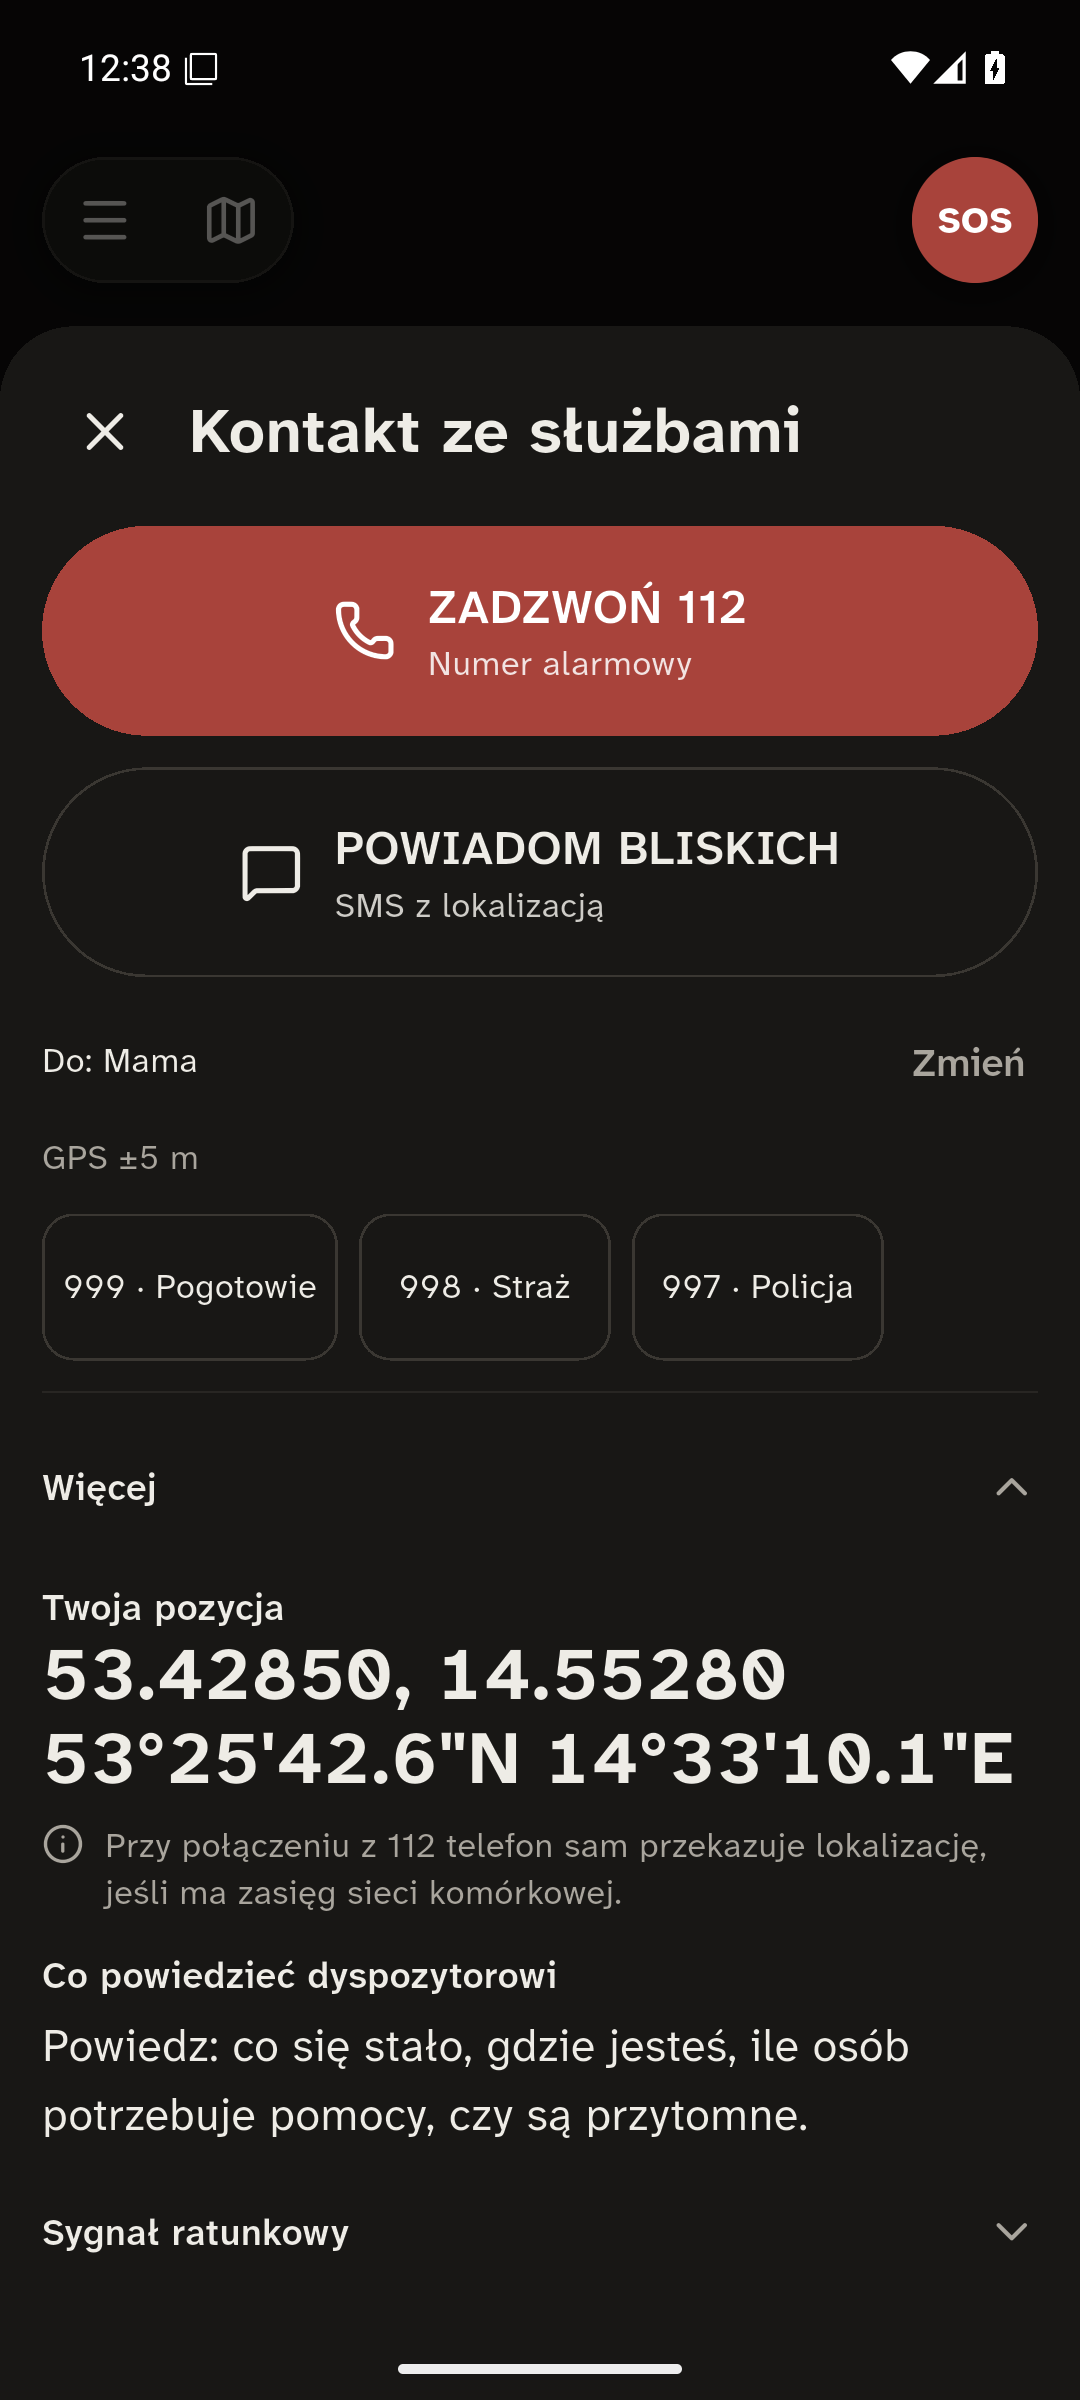 12:38
SOS
Kontakt ze służbami
ZADZWOŃ 112
Numer alarmowy
POWIADOM BLISKICH
SMS z lokalizacją
Do: Mama
Zmień
GPS ±5 m
999 · Pogotowie
998 · Straż
997 · Policja
Więcej
Twoja pozycja
53.42850, 14.55280
53°25'42.6"N 14°33'10.1"E
Przy połączeniu z 112 telefon sam przekazuje lokalizację,
jeśli ma zasięg sieci komórkowej.
Co powiedzieć dyspozytorowi
Powiedz: co się stało, gdzie jesteś, ile osób
potrzebuje pomocy, czy są przytomne.
Sygnał ratunkowy